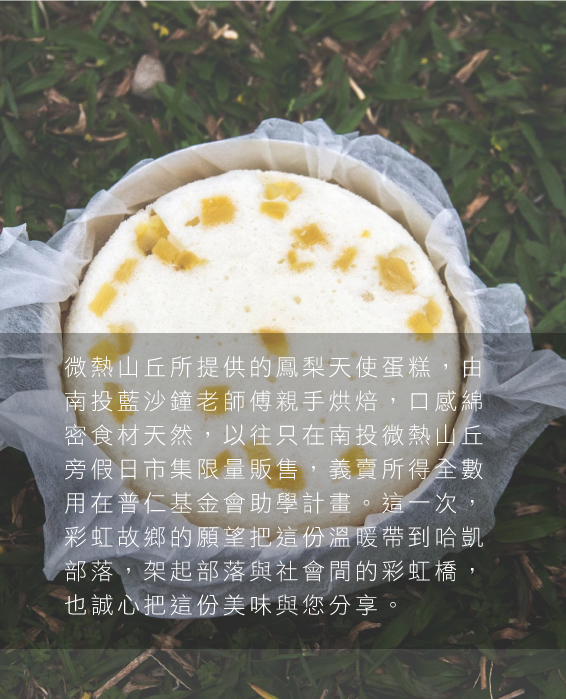 微熱山丘所提供的鳳梨天使蛋糕，由
南投藍沙鐘老師傅親手烘焙，口感綿
密食材天然，以往只在南投微熱山丘
旁假日市集限量販售，義賣所得全數
用在普仁基金會助學計畫。這一次，
彩虹故鄉的願望把這份溫暖帶到哈凱
部落，架起部落與社會間的彩虹橋，
也誠心把這份美味與您分享。